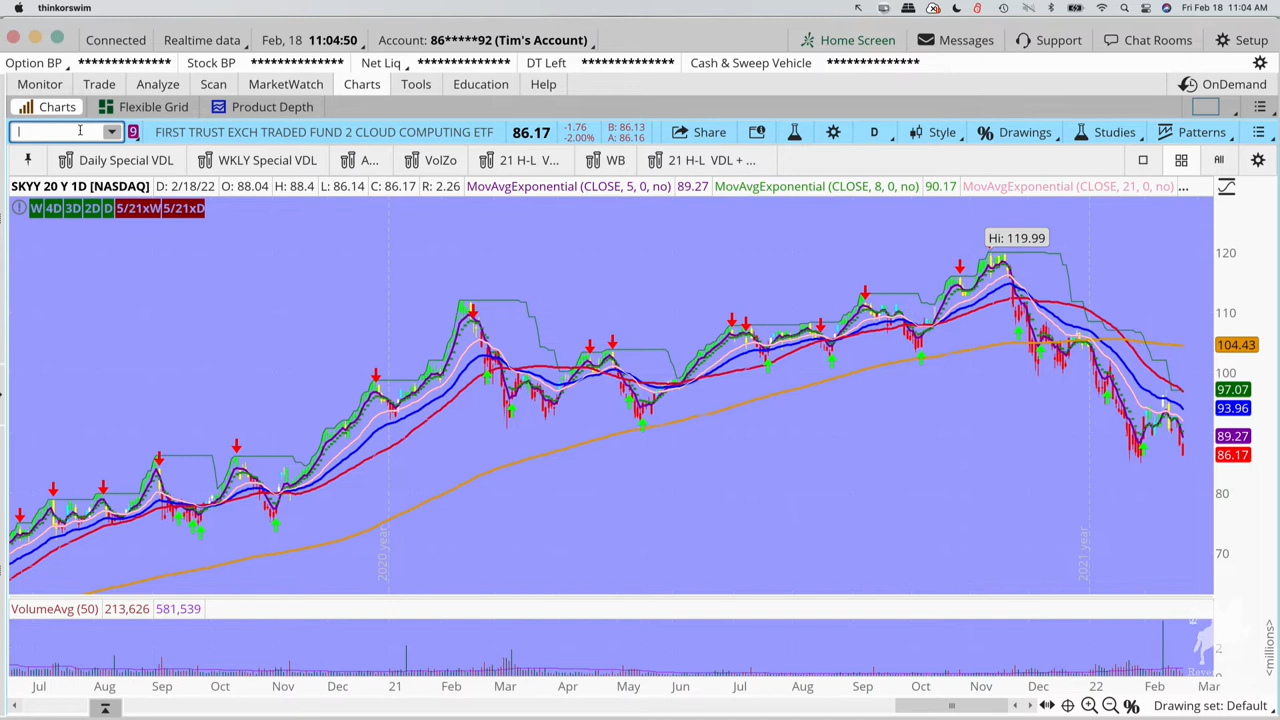 thinkorswim
Fri Feb 18 11:04 AM
Connected
Realtime data
Feb, 18 11:04:50
Account: 86*****92 (Tim's Account)
Home Screen
Messages
Support
Chat Rooms
Setup
Option BP ***************
Stock BP ***************
Net Liq ***************
DT Left
Cash & Sweep Vehicle ***************
Monitor
Trade
Analyze
Scan
MarketWatch
Charts
Tools
Education
Help
OnDemand
Charts
Flexible Grid
Product Depth
9
FIRST TRUST EXCH TRADED FUND 2 CLOUD COMPUTING ETF
86.17
-1.76
-2.00%
B: 86.13
A: 86.16
Share
D
Style
Drawings
Studies
Patterns
Daily Special VDL
WKLY Special VDL
A...
VolZo
21 H-L V...
WB
21 H-L VDL + ...
All
SKYY 20 Y 1D [NASDAQ]
D: 2/18/22
O: 88.04
H: 88.4
L: 86.14
C: 86.17
R: 2.26
MovAvgExponential (CLOSE, 5, 0, no)
89.27
MovAvgExponential (CLOSE, 8, 0, no)
90.17
MovAvgExponential (CLOSE, 21, 0, no)
...
W 4D 3D 2D D 5/21xW 5/21xD
Hi: 119.99
120
110
104.43
100
97.07
93.96
89.27
86.17
80
70
2020 year
2021 year
VolumeAvg (50)
213,626
581,539
2
<millions>
Jul Aug Sep Oct Nov Dec 21 Feb Mar Apr May Jun Jul Aug Sep Oct Nov Dec 22 Feb Mar
Drawing set: Default